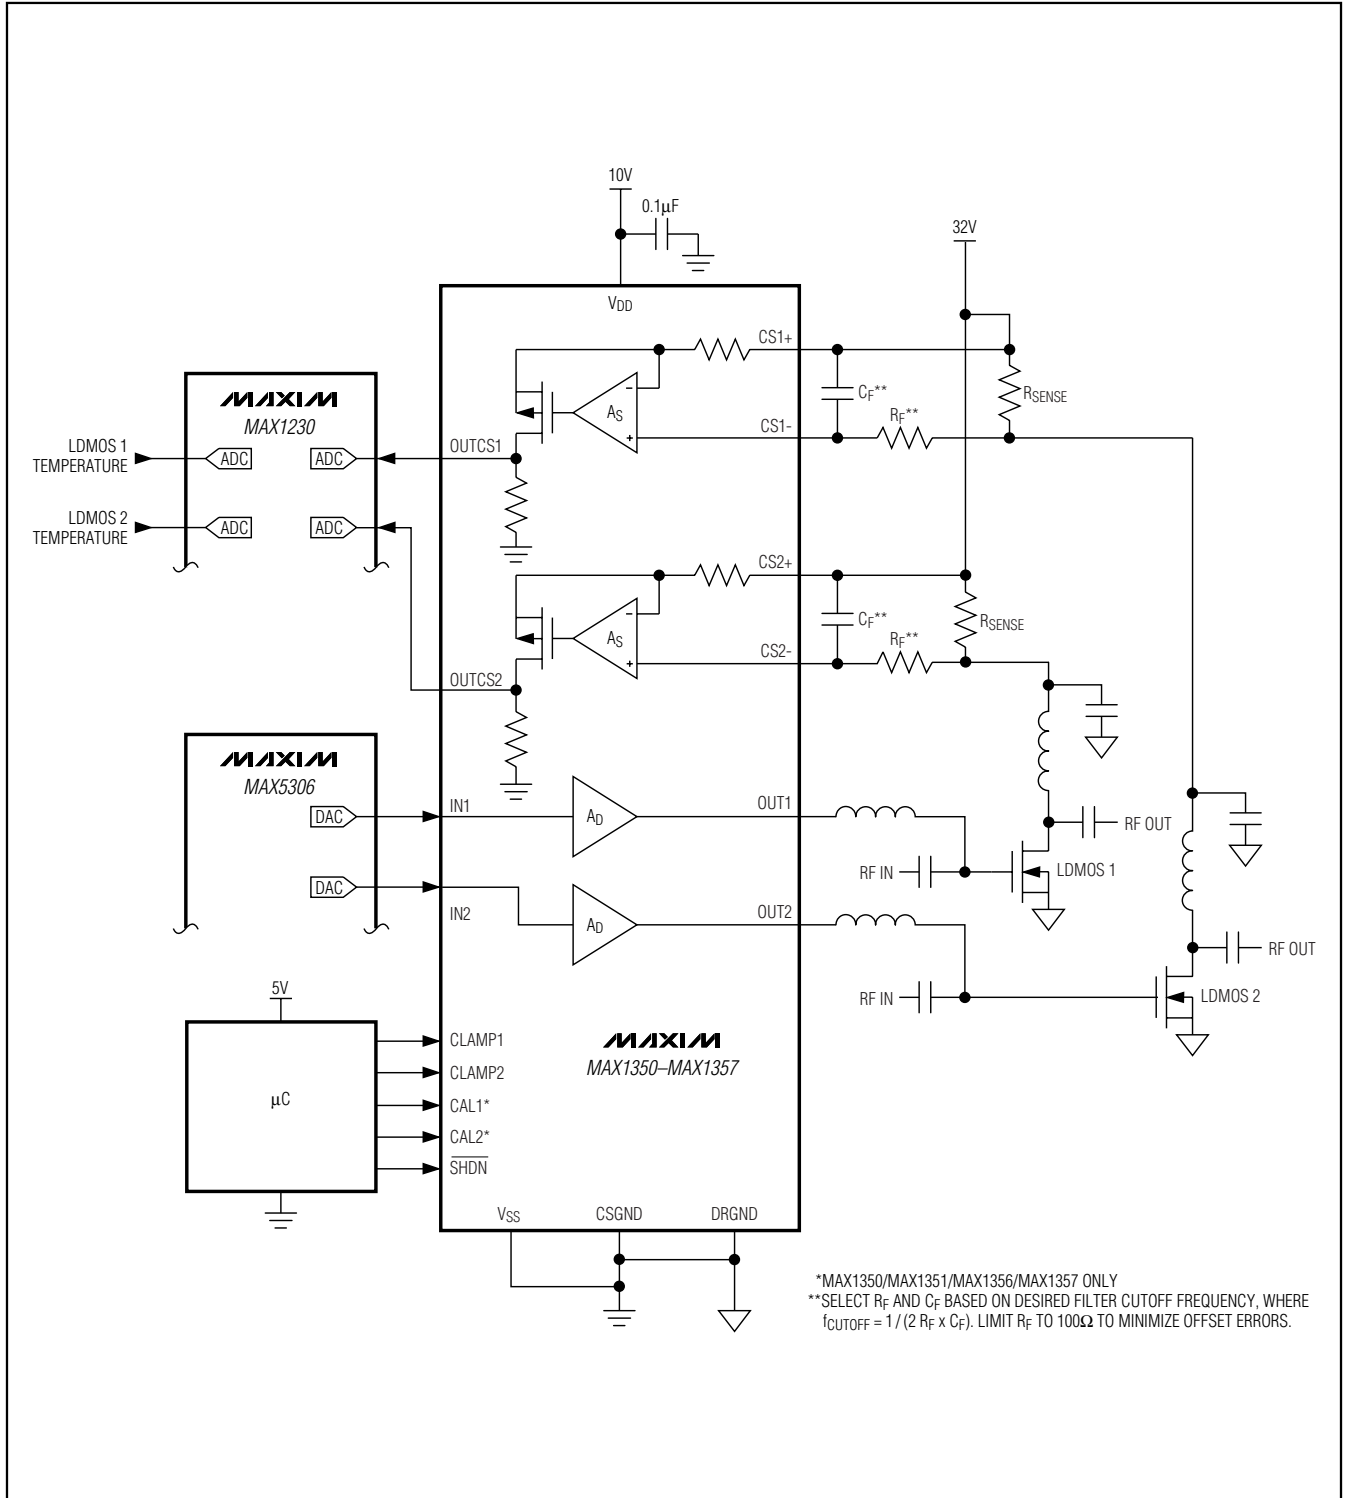 10V
0.1µF
32V
VDD
CS1+
MAXIM
MAX1230
AS
CF**
RSENSE
RF**
LDMOS 1
TEMPERATURE
ADC
ADC
OUTCS1
CS1-
LDMOS 2
TEMPERATURE
ADC
ADC
CS2+
AS
CF**
RSENSE
RF**
CS2-
OUTCS2
MAXIM
MAX5306
DAC
IN1
AD
OUT1
RF OUT
RF IN
LDMOS 1
DAC
IN2
AD
OUT2
RF OUT
RF IN
LDMOS 2
5V
µC
CLAMP1
CLAMP2
CAL1*
CAL2*
SHDN
MAXIM
MAX1350–MAX1357
VSS
CSGND
DRGND
*MAX1350/MAX1351/MAX1356/MAX1357 ONLY
**SELECT RF AND CF BASED ON DESIRED FILTER CUTOFF FREQUENCY, WHERE
fCUTOFF = 1 / (2 RF x CF). LIMIT RF TO 100Ω TO MINIMIZE OFFSET ERRORS.